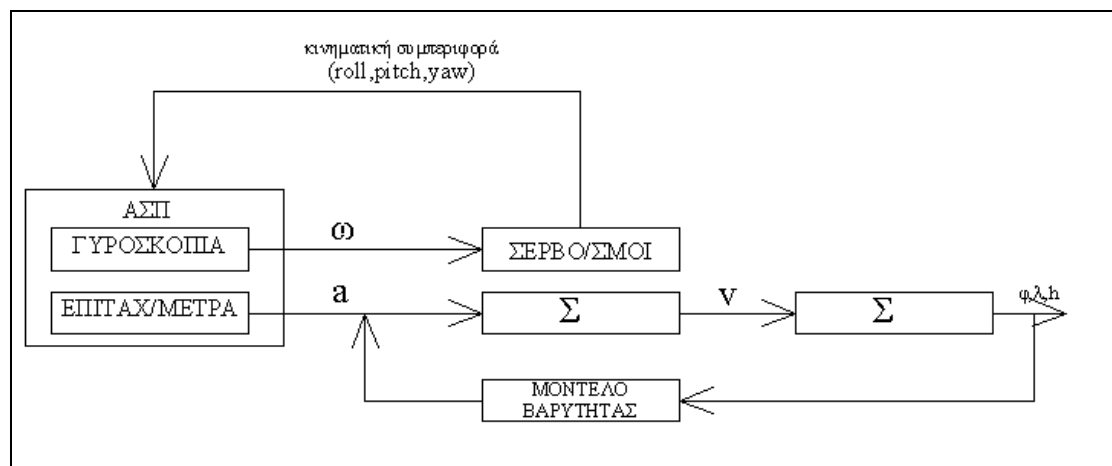 κινηματική συμπεριφορά
(roll,pitch,yaw)
ΑΣΠ
ΓΥΡΟΣΚΟΠΙΑ
ω
ΣΕΡΒΟ/ΣΜΟΙ
ΕΠΙΤΑΧ/ΜΕΤΡΑ
a
Σ
v
Σ
φ,λ,h
ΜΟΝΤΕΛΟ
ΒΑΡΥΤΗΤΑΣ